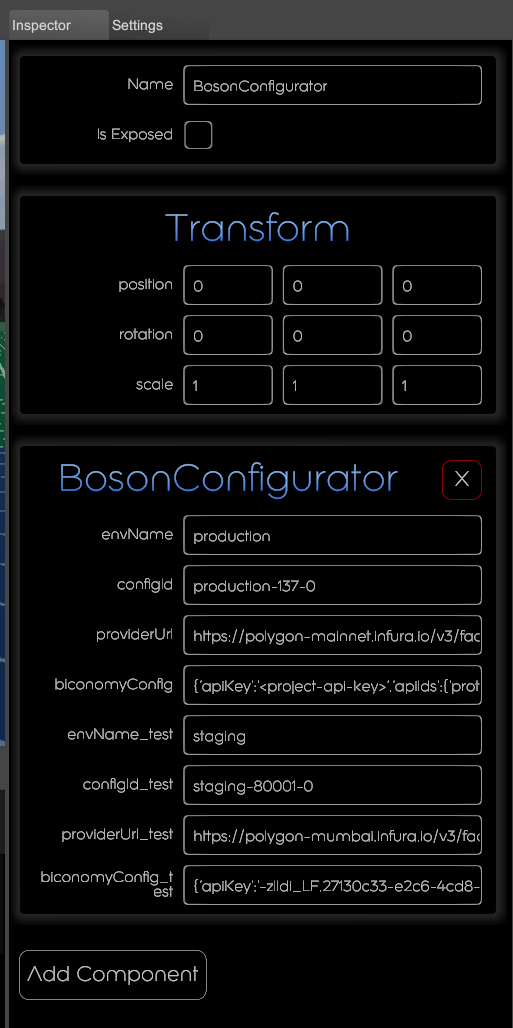 Inspector Settings
Name BosonConfigurator
Is Exposed
Transform
position 0 0 0
rotation 0 0 0
scale 1 1 1
BosonConfigurator X
envName production
configId production-137-0
providerUrl https://polygon-mainnet.infura.io/v3/fac
biconomyConfig {'apiKey':'<project-api-key>','apiIds':{'prot
envName_test staging
configId_test staging-80001-0
providerUrl_test https://polygon-mumbai.infura.io/v3/fac
biconomyConfig_t
est {'apiKey':'-zIIdI_LF.27130c33-e2c6-4cd8-
Add Component